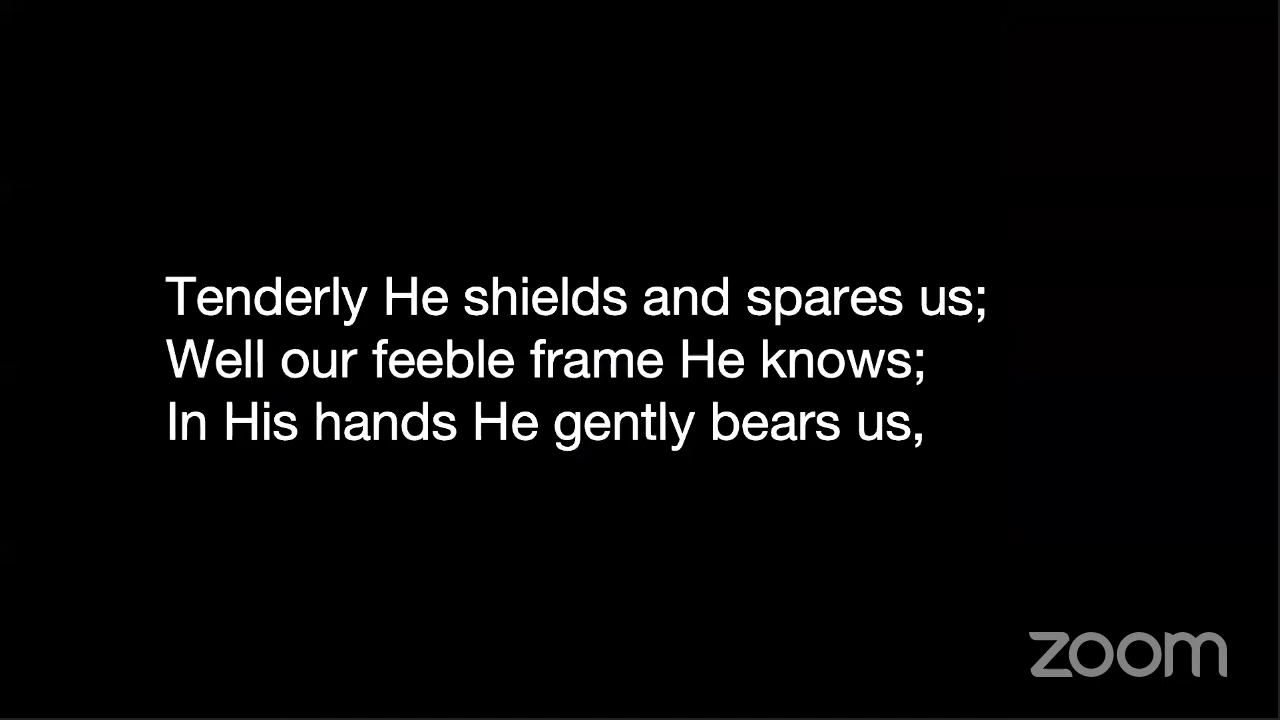 Tenderly He shields and spares us;
Well our feeble frame He knows;
In His hands He gently bears us,
zoom